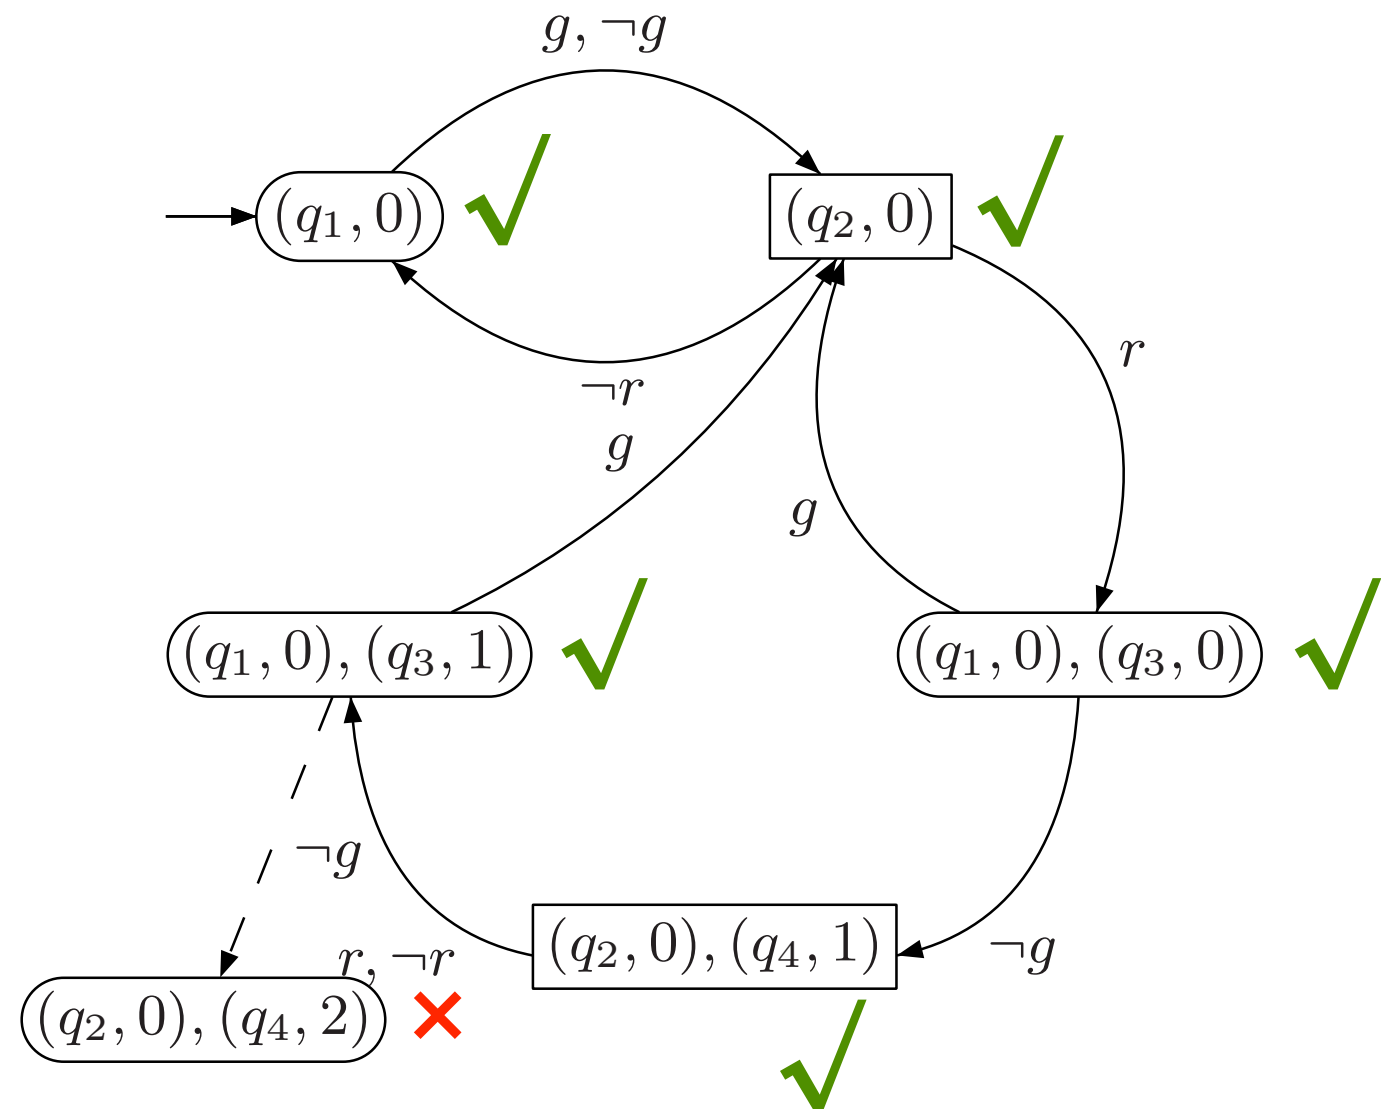 g, ¬g
(q₁, 0)
(q₂, 0)
r
¬r
g
g
(q₁, 0), (q₃, 1)
(q₁, 0), (q₃, 0)
¬g
(q₂, 0), (q₄, 1)
¬g
r, ¬r
(q₂, 0), (q₄, 2)